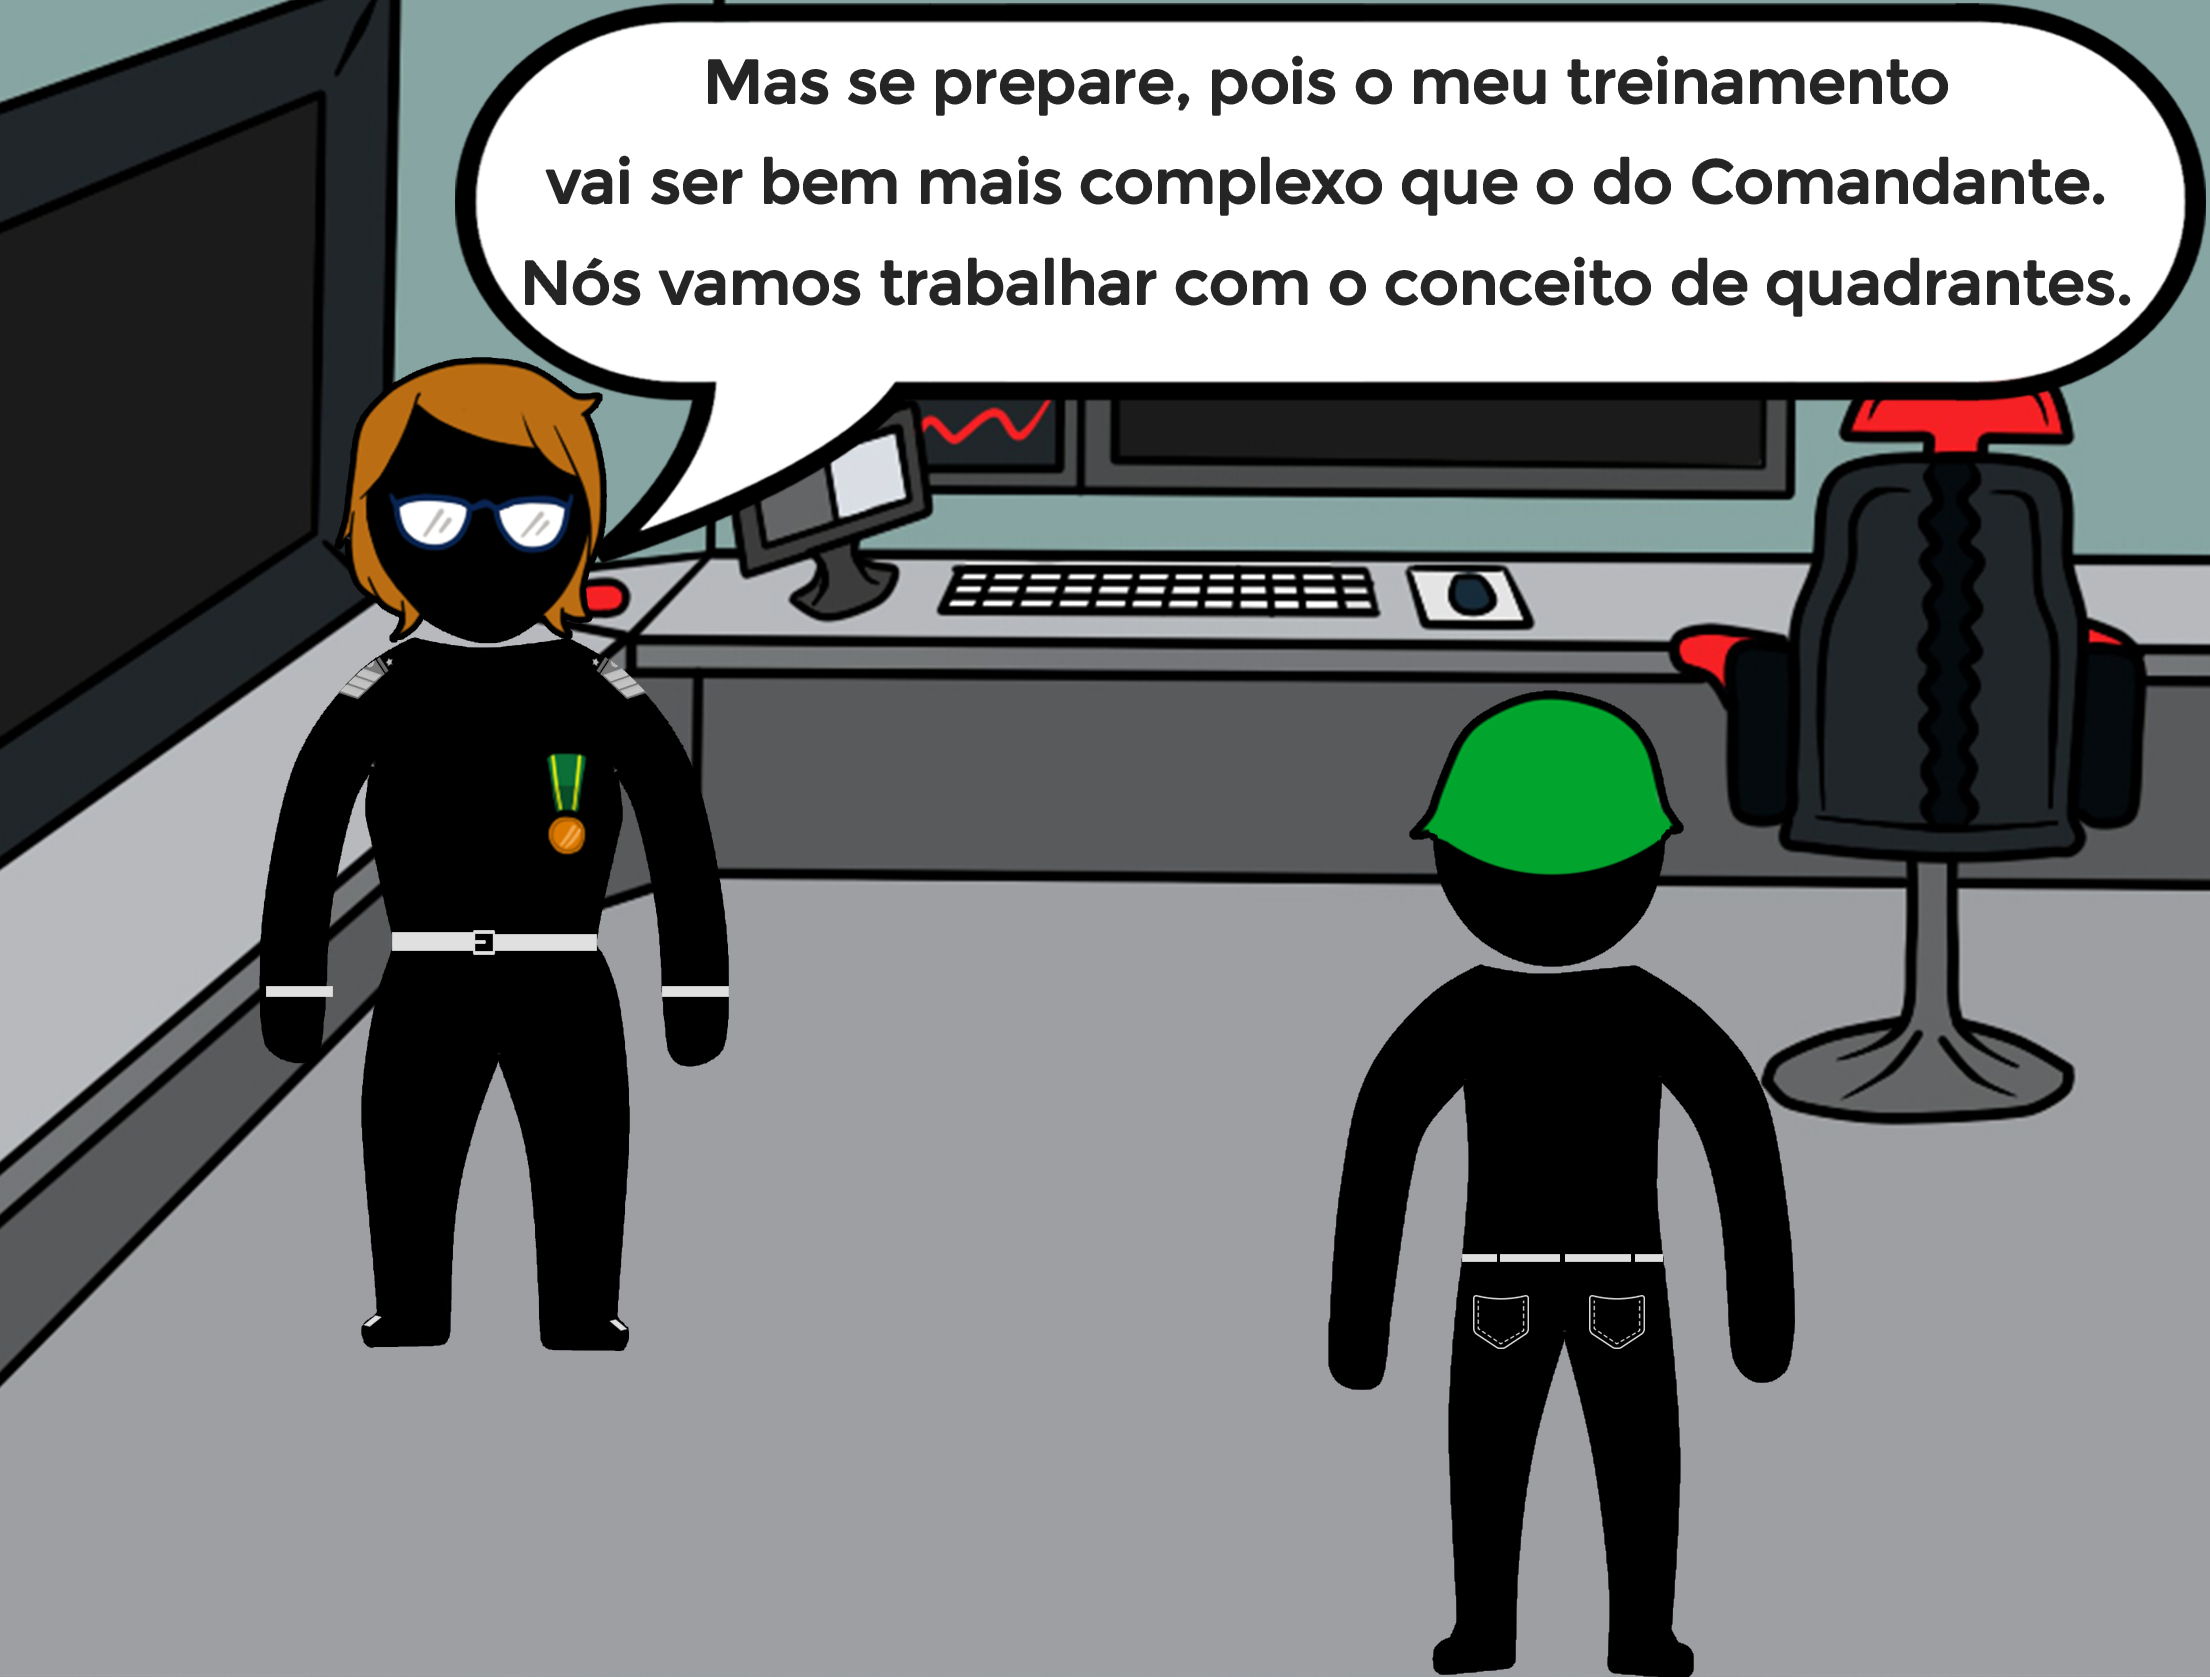 Mas se prepare, pois o meu treinamento
vai ser bem mais complexo que o do Comandante.
Nós vamos trabalhar com o conceito de quadrantes.